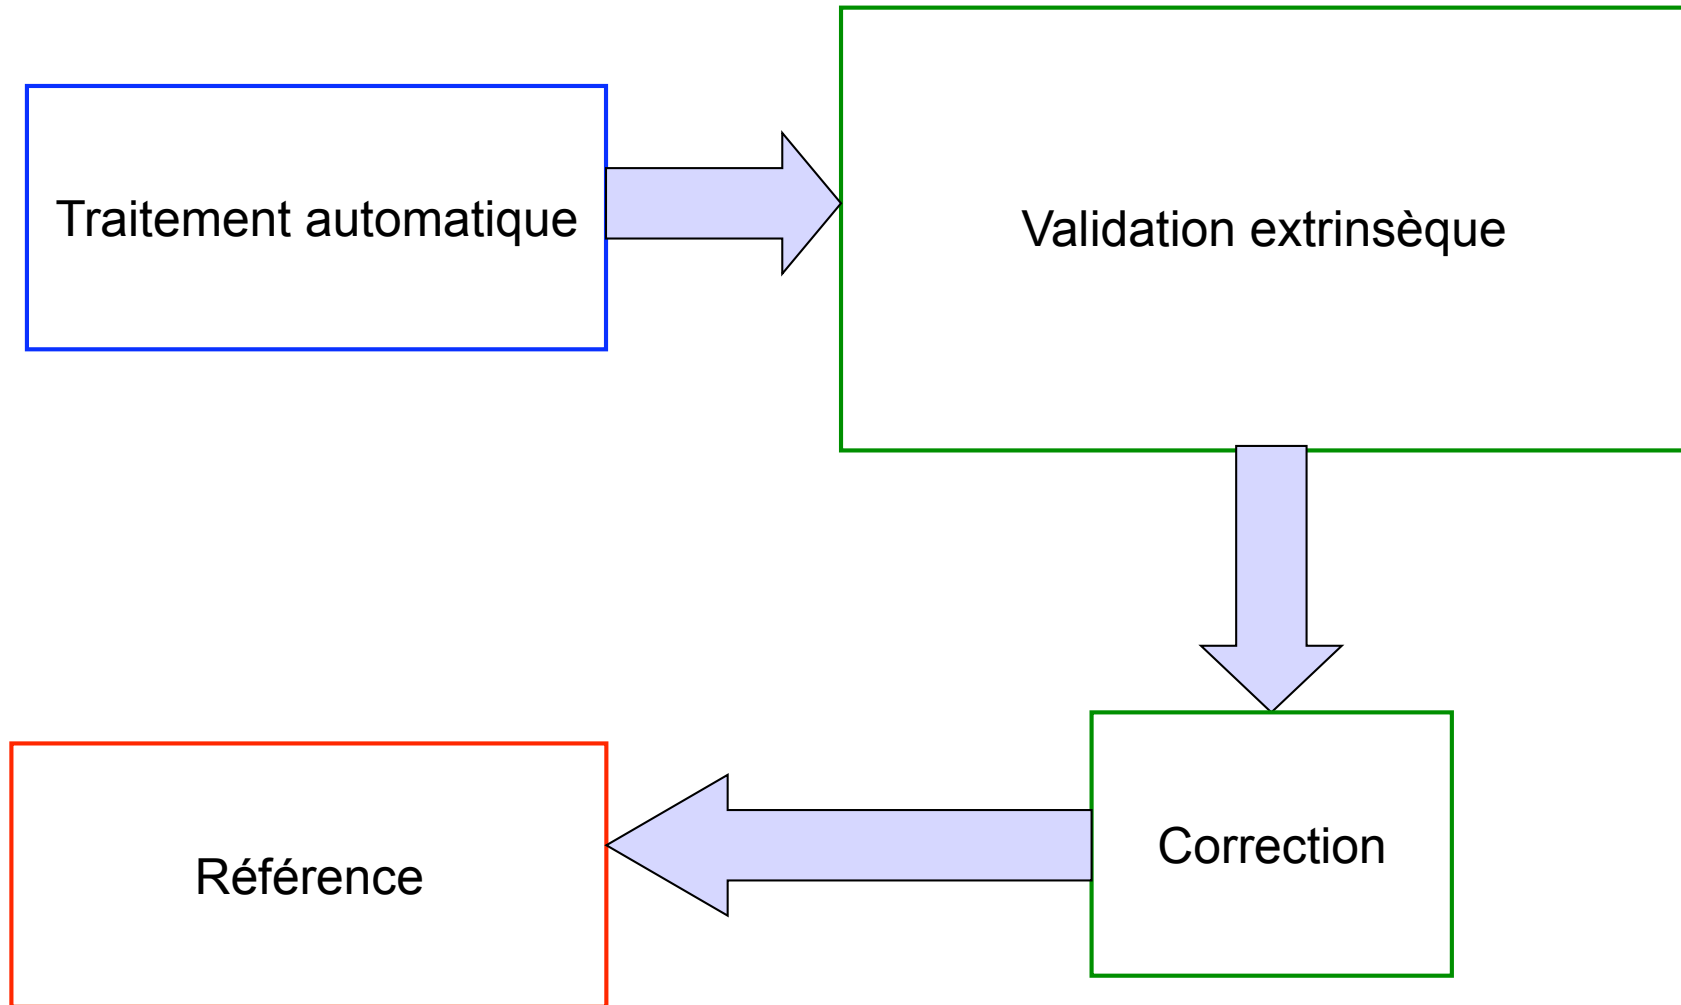 Traitement automatique
Validation extrinsèque
Correction
Référence